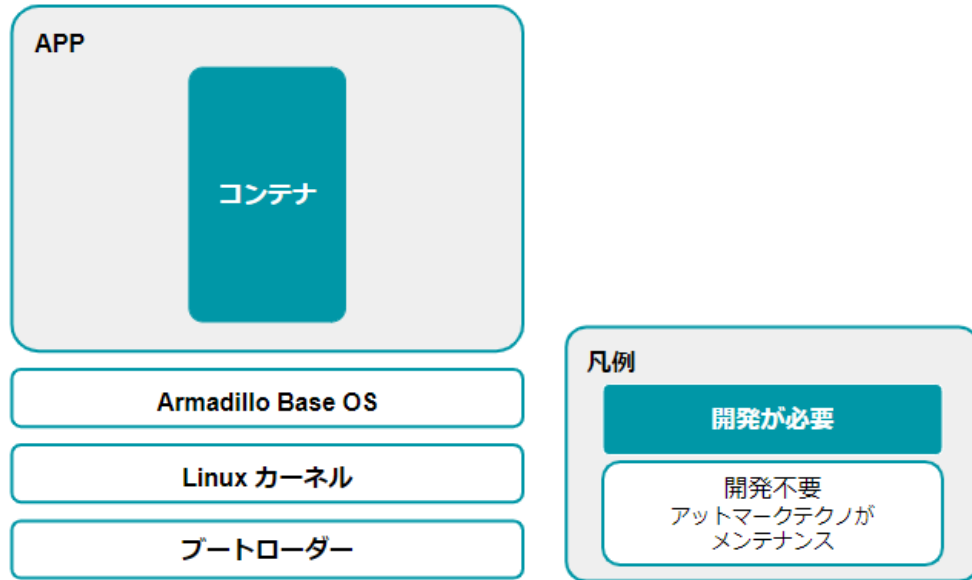 APP
コンテナ
Armadillo Base OS
Linux カーネル
ブートローダー
凡例
開発が必要
開発不要
アットマークテクノが
メンテナンス